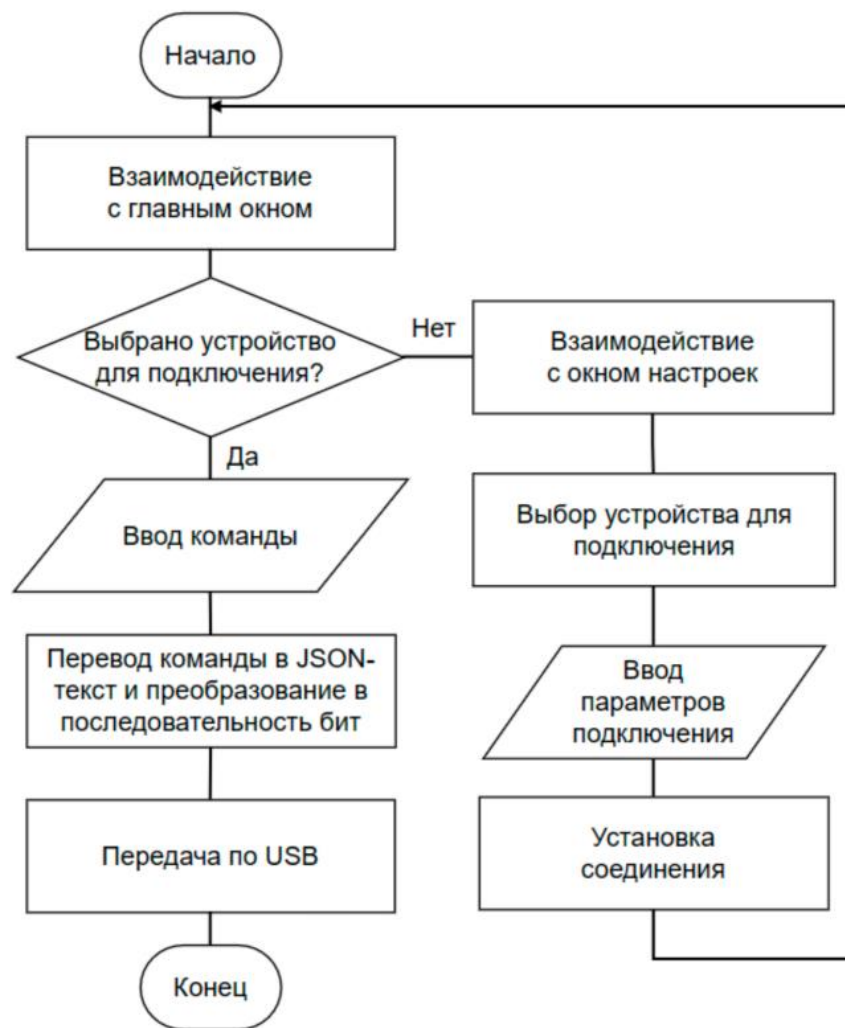 Начало
Взаимодействие
с главным окном
Выбрано устройство
для подключения?
Нет
Взаимодействие
с окном настроек
Да
Ввод команды
Выбор устройства для
подключения
Перевод команды в JSON-
текст и преобразование в
последовательность бит
Ввод
параметров
подключения
Передача по USB
Установка
соединения
Конец